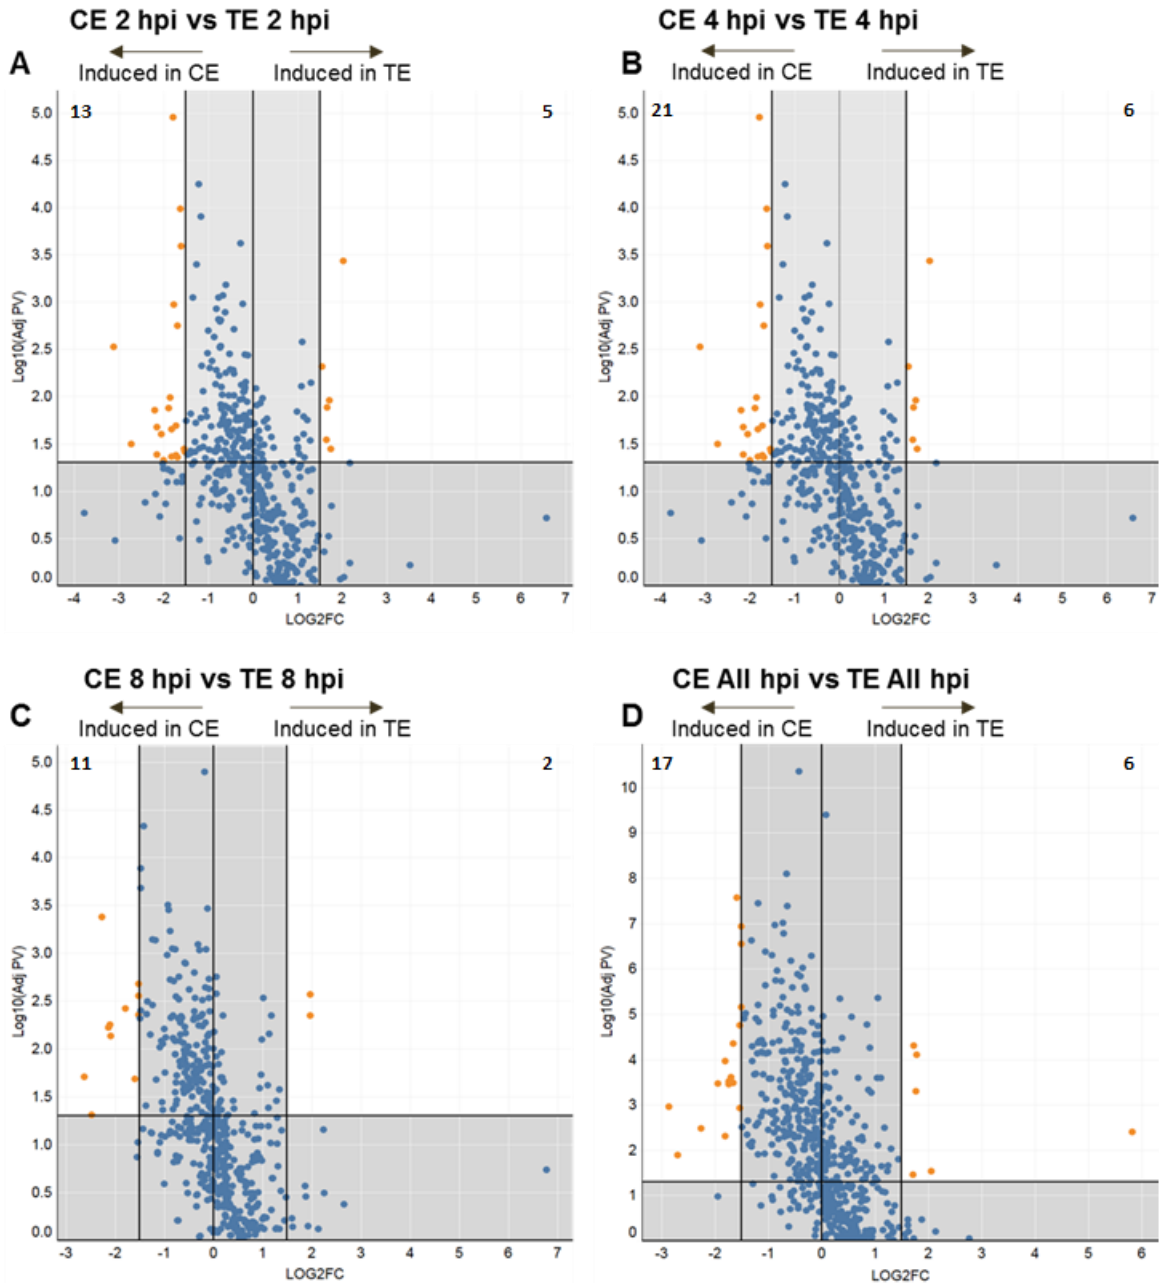 CE 2 hpi vs TE 2 hpi
A
Induced in CE
Induced in TE
13
5
5.0
4.5
4.0
3.5
3.0
2.5
2.0
1.5
1.0
0.5
0.0
Log10(Adj PV)
-4 -3 -2 -1 0 1 2 3 4 5 6 7
LOG2FC
CE 4 hpi vs TE 4 hpi
B
Induced in CE
Induced in TE
21
6
5.0
4.5
4.0
3.5
3.0
2.5
2.0
1.5
1.0
0.5
0.0
Log10(Adj PV)
-4 -3 -2 -1 0 1 2 3 4 5 6 7
LOG2FC
CE 8 hpi vs TE 8 hpi
C
Induced in CE
Induced in TE
11
2
5.0
4.5
4.0
3.5
3.0
2.5
2.0
1.5
1.0
0.5
0.0
Log10(Adj PV)
-3 -2 -1 0 1 2 3 4 5 6 7
LOG2FC
CE All hpi vs TE All hpi
D
Induced in CE
Induced in TE
17
6
10
9
8
7
6
5
4
3
2
1
0
Log10(Adj PV)
-3 -2 -1 0 1 2 3 4 5 6
LOG2FC